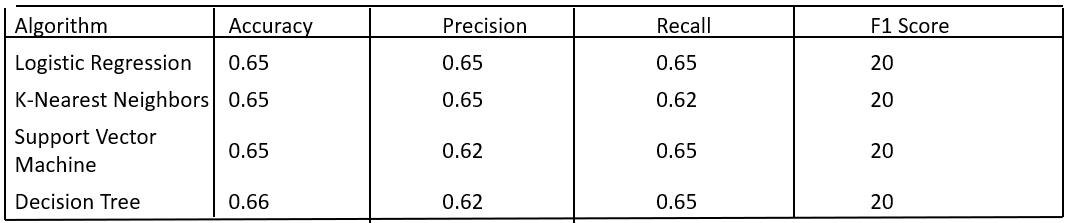 Algorithm Accuracy Precision Recall F1 Score
Logistic Regression 0.65 0.65 0.65 20
K-Nearest Neighbors 0.65 0.65 0.62 20
Support Vector
Machine 0.65 0.62 0.65 20
Decision Tree 0.66 0.62 0.65 20